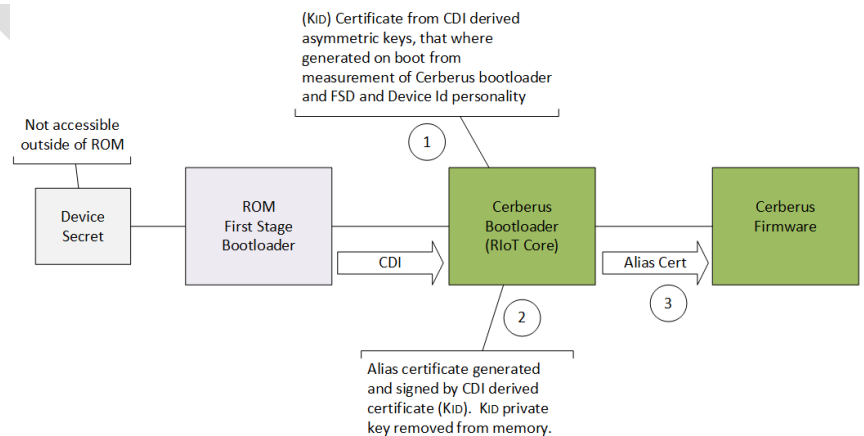 (KID) Certificate from CDI derived
asymmetric keys, that where
generated on boot from
measurement of Cerberus bootloader
and FSD and Device Id personality
Not accessible
outside of ROM
1
Device
Secret
ROM
First Stage
Bootloader
CDI
Cerberus
Bootloader
(RIoT Core)
Alias Cert
Cerberus
Firmware
2
3
Alias certificate generated
and signed by CDI derived
certificate (KID). KID private
key removed from memory.